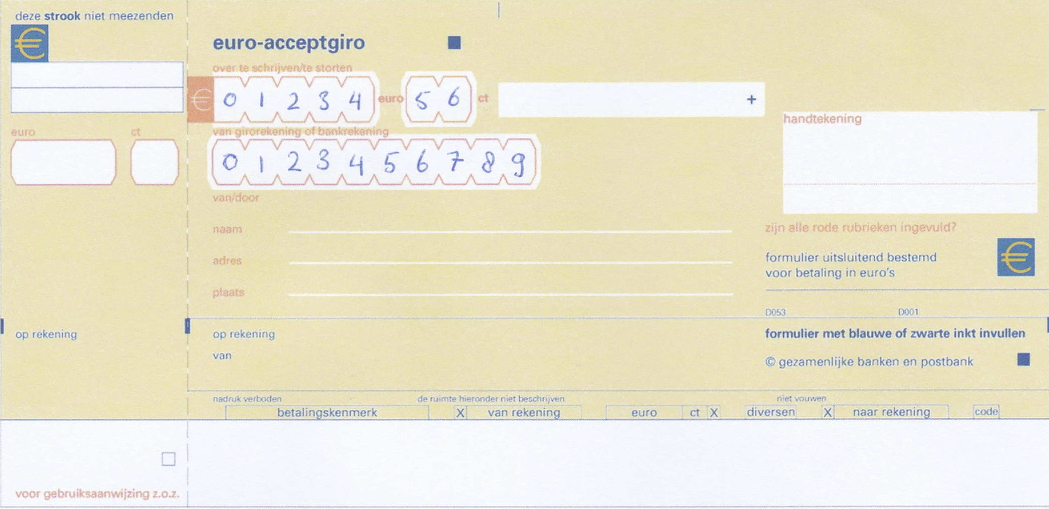 deze strook niet meezenden
€
euro ct
op rekening
voor gebruiksaanwijzing z.o.z.
euro-acceptgiro
over te schrijven/te storten
€ 0 1 2 3 4 euro 5 6 ct +
van girorekening of bankrekening
0 1 2 3 4 5 6 7 8 9
van/door
naam
adres
plaats
handtekening
zijn alle rode rubrieken ingevuld?
formulier uitsluitend bestemd
voor betaling in euro's
€
D053 D001
op rekening
van
formulier met blauwe of zwarte inkt invullen
© gezamenlijke banken en postbank
nadruk verboden de ruimte hieronder niet beschrijven niet vouwen
betalingskenmerk X van rekening euro ct X diversen X naar rekening code